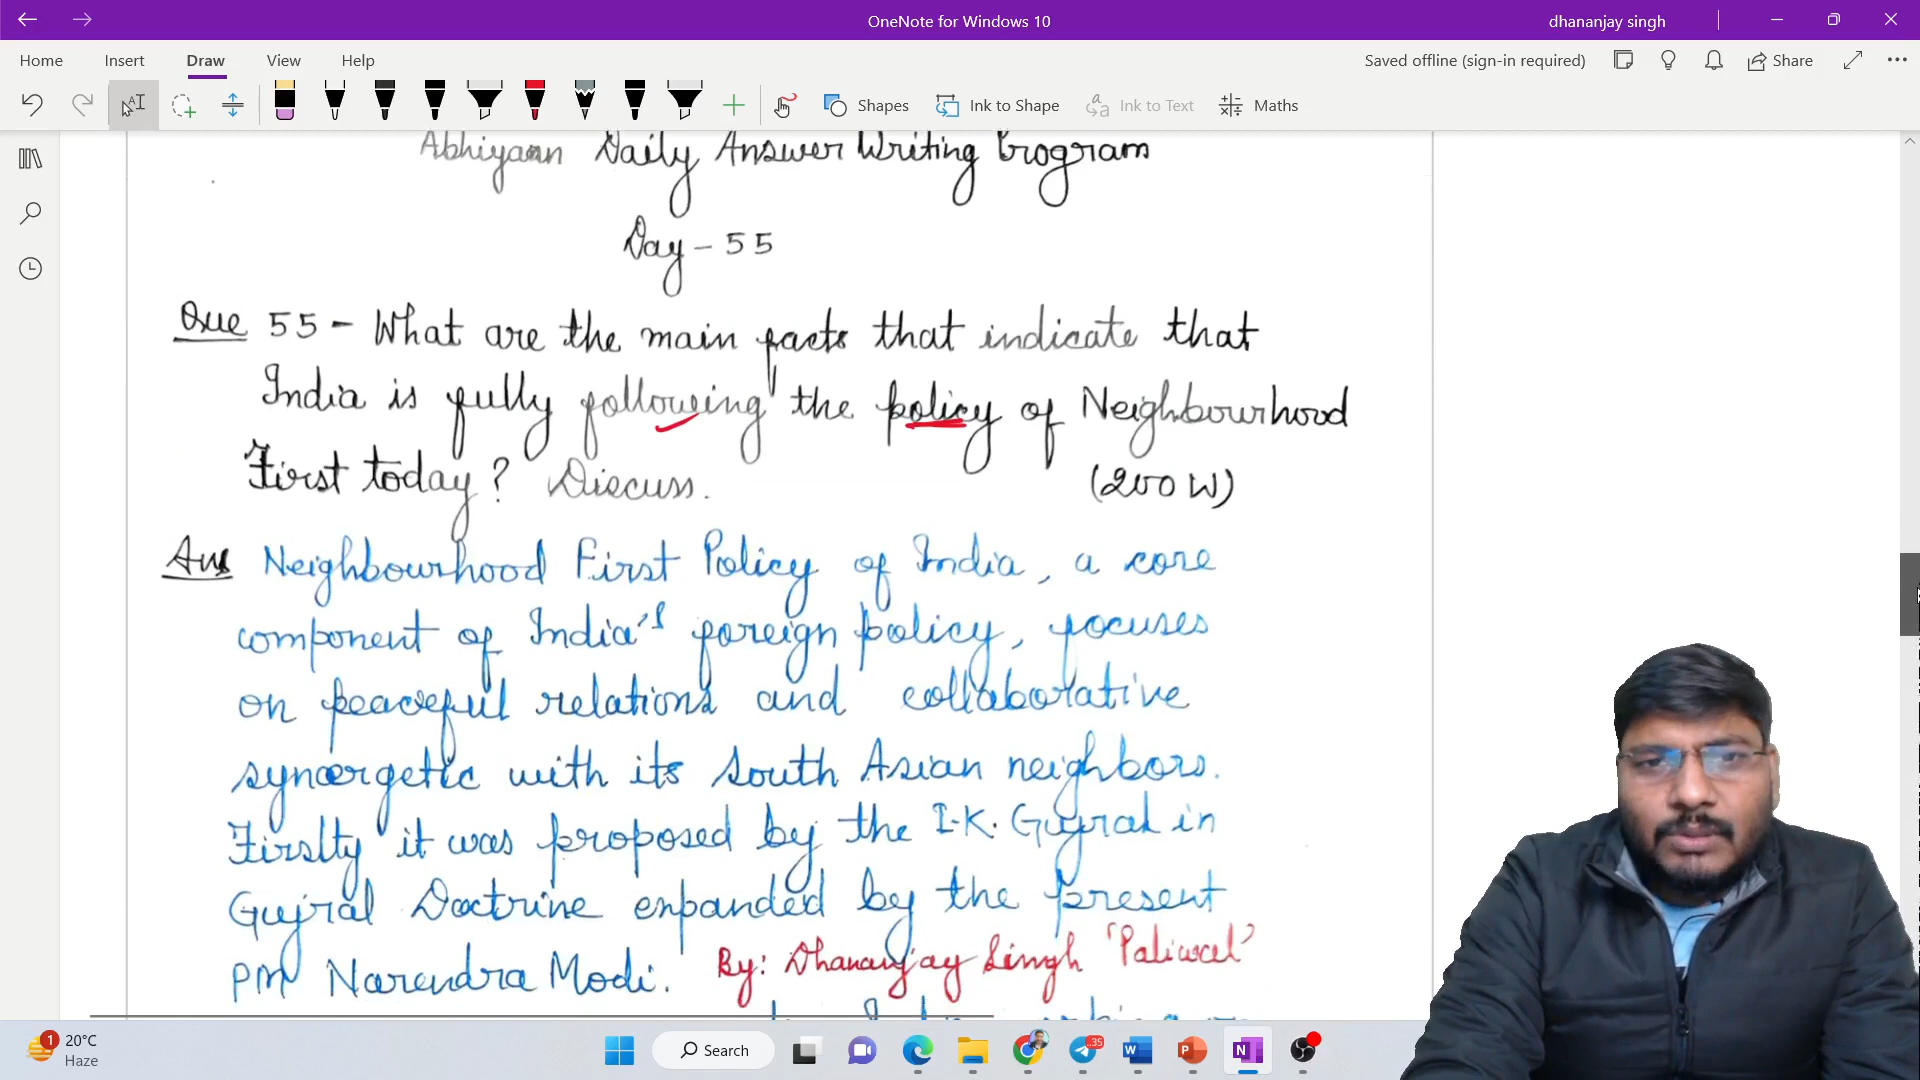 OneNote for Windows 10
dhananjay singh
Home Insert Draw View Help
Saved offline (sign-in required)
Share
Shapes Ink to Shape Ink to Text Maths
Abhiyaan Daily Answer Writing Program
Day - 55
Que 55 - What are the main facts that indicate that
India is fully following the policy of Neighbourhood
First today? Discuss. (200 W)
Ans Neighbourhood First Policy of India, a core
component of India's foreign policy, focuses
on peaceful relations and collaborative
synergetic with its South Asian neighbors.
Firslty it was proposed by the I.K. Gujral in
Gujral Doctrine expanded by the present
PM Narendra Modi. By: Dhananjay Singh 'Paliwal'
1
20°C
Haze
Search
35